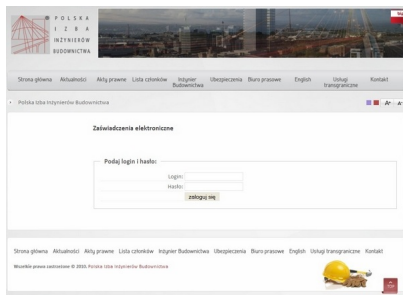 POLSKA
IZBA
INŻYNIERÓW
BUDOWNICTWA
Strona główna Aktualności Akty prawne Lista członków Inżynier Budownictwa Ubezpieczenia Biuro prasowe English Usługi transgraniczne Kontakt
Polska Izba Inżynierów Budownictwa
A+ A-
Zaświadczenia elektroniczne
Podaj login i hasło:
Login:
Hasło:
zaloguj się
Strona główna Aktualności Akty prawne Lista członków Inżynier Budownictwa Ubezpieczenia Biuro prasowe English Usługi transgraniczne Kontakt
Wszelkie prawa zastrzeżone © 2010, Polska Izba Inżynierów Budownictwa